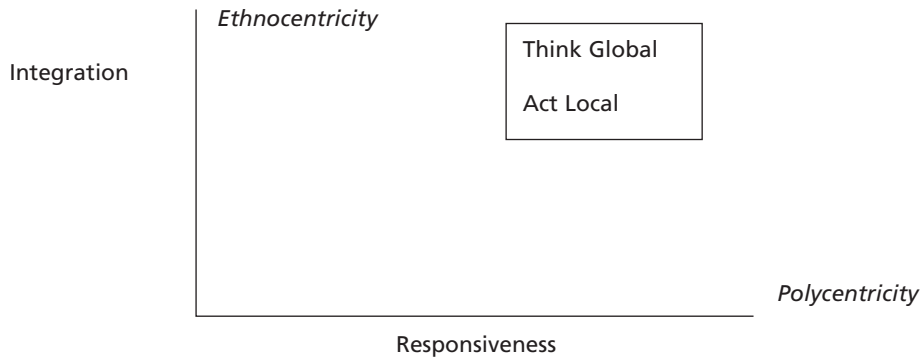 Ethnocentricity
Think Global
Integration
Act Local
Polycentricity
Responsiveness